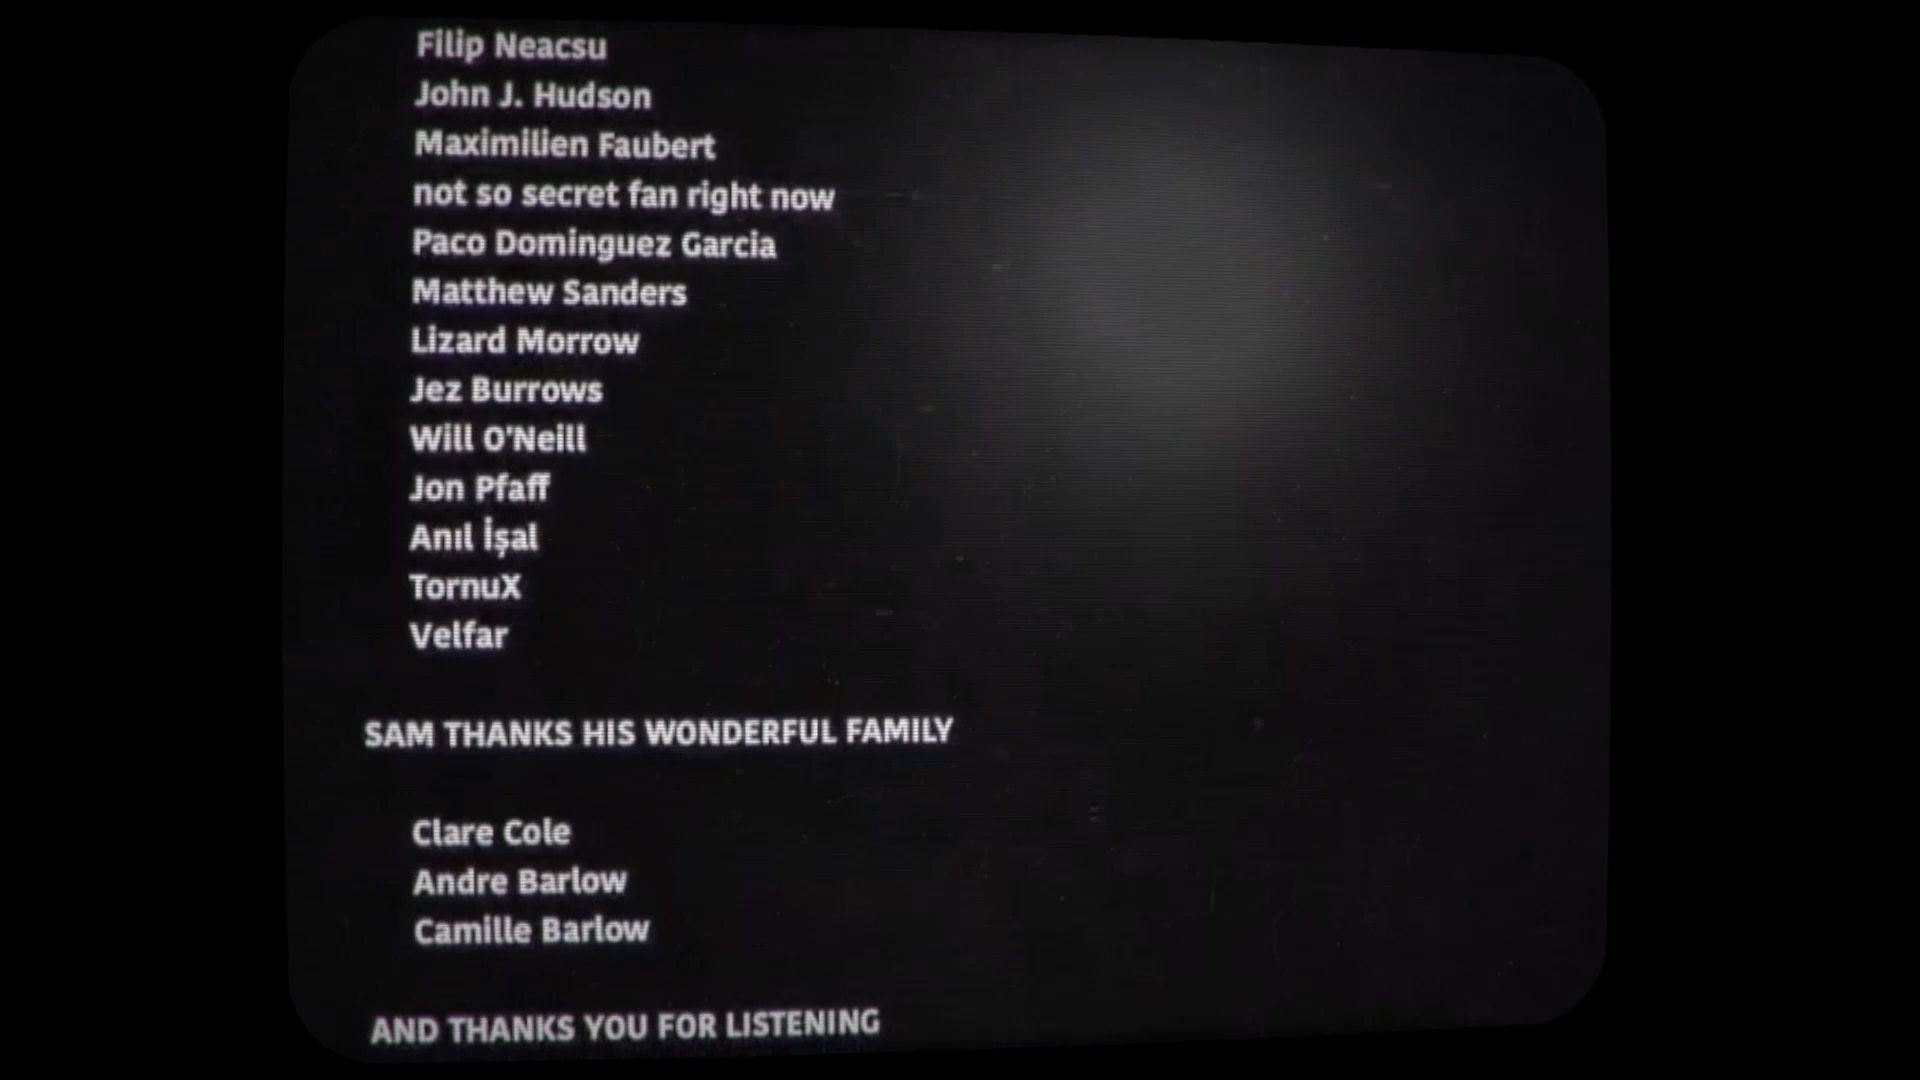 Filip Neacsu
John J. Hudson
Maximilien Faubert
not so secret fan right now
Paco Dominguez Garcia
Matthew Sanders
Lizard Morrow
Jez Burrows
Will O'Neill
Jon Pfaff
Anıl İşal
TornuX
Velfar
SAM THANKS HIS WONDERFUL FAMILY
Clare Cole
Andre Barlow
Camille Barlow
AND THANKS YOU FOR LISTENING